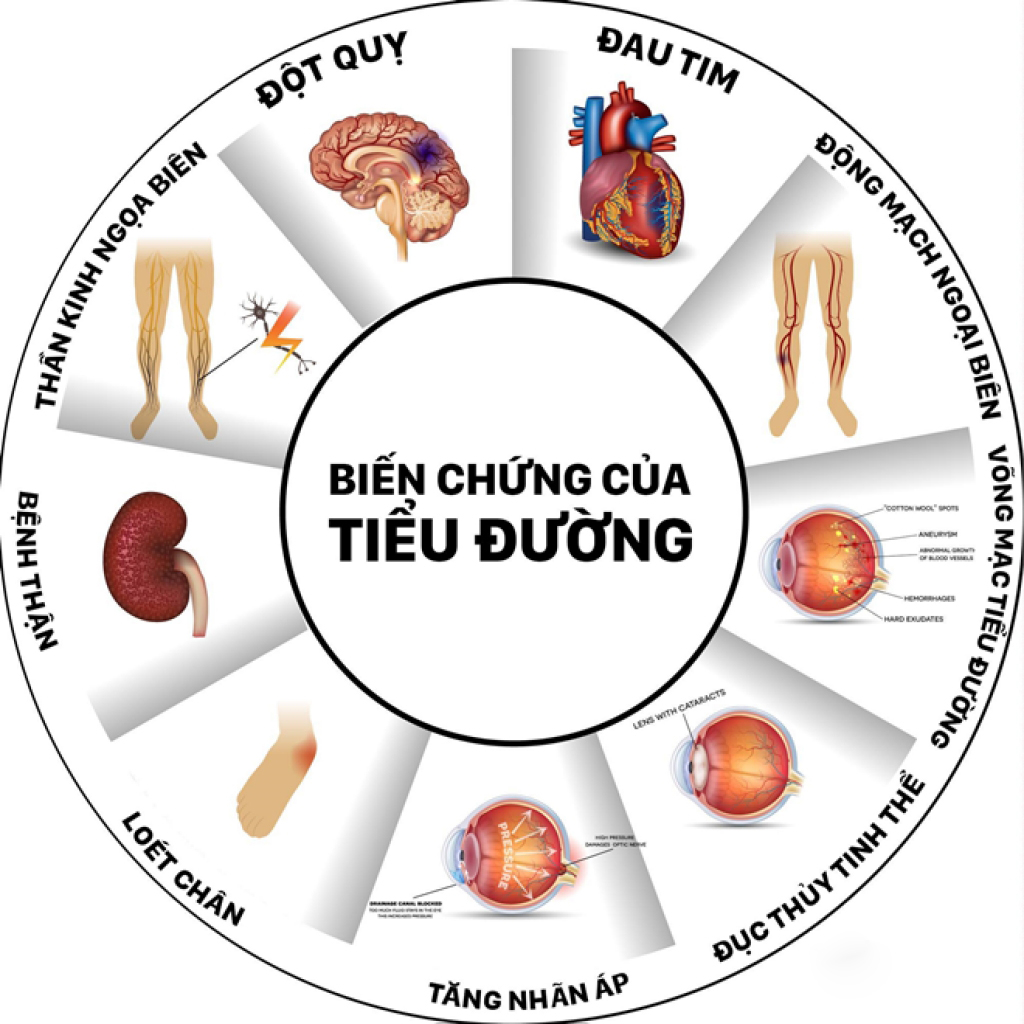 BIẾN CHỨNG CỦA
TIỂU ĐƯỜNG
ĐỘT QUỴ
ĐAU TIM
ĐỘNG MẠCH NGOẠI BIÊN
VÕNG MẠC TIỂU ĐƯỜNG
"COTTON WOOL" SPOTS
ANEURYSM
ABNORMAL GROWTH
OF BLOOD VESSELS
HEMORRHAGES
HARD EXUDATES
ĐỤC THỦY TINH THỂ
LENS WITH CATARACTS
TĂNG NHÃN ÁP
PRESSURE
HIGH PRESSURE
DAMAGES OPTIC NERVE
DRAINAGE CANAL BLOCKED
TOO MUCH FLUID STAYS IN THE EYE
THIS INCREASES PRESSURE
LOÉT CHÂN
BỆNH THẬN
THẦN KINH NGOẠ BIÊN